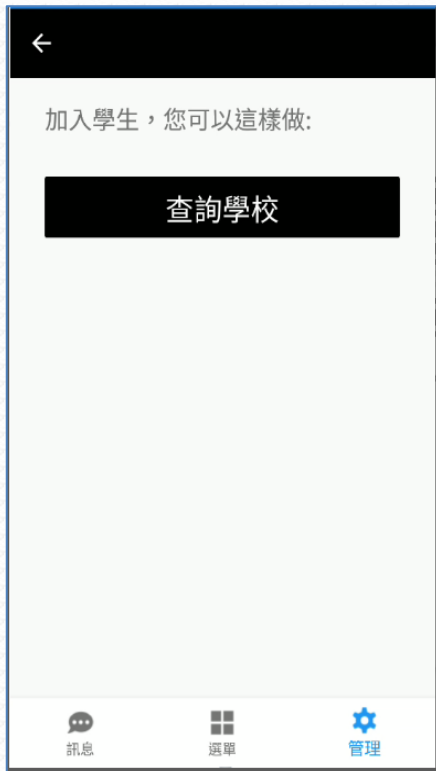 加入學生，您可以這樣做:
查詢學校
訊息
選單
管理